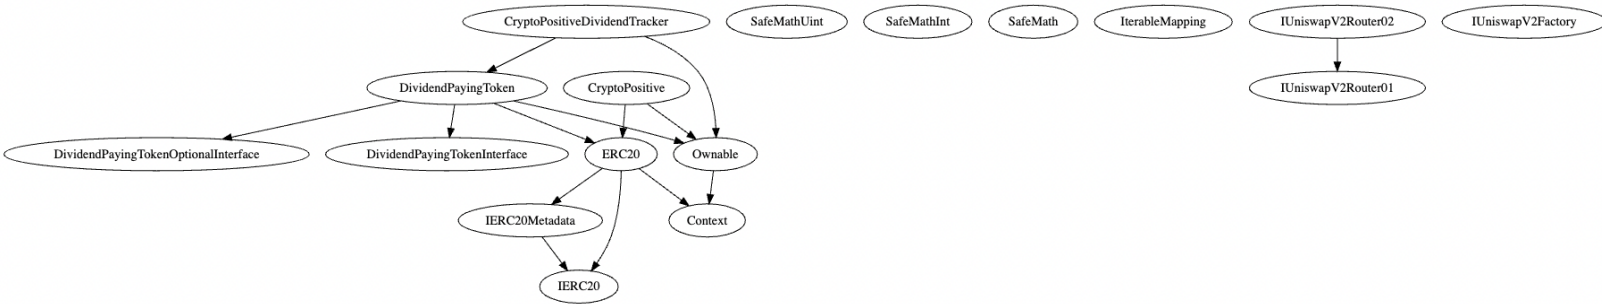 CryptoPositiveDividendTracker
SafeMathUint
SafeMathInt
SafeMath
IterableMapping
IUniswapV2Router02
IUniswapV2Factory
DividendPayingToken
CryptoPositive
IUniswapV2Router01
DividendPayingTokenOptionalInterface
DividendPayingTokenInterface
ERC20
Ownable
IERC20Metadata
Context
IERC20